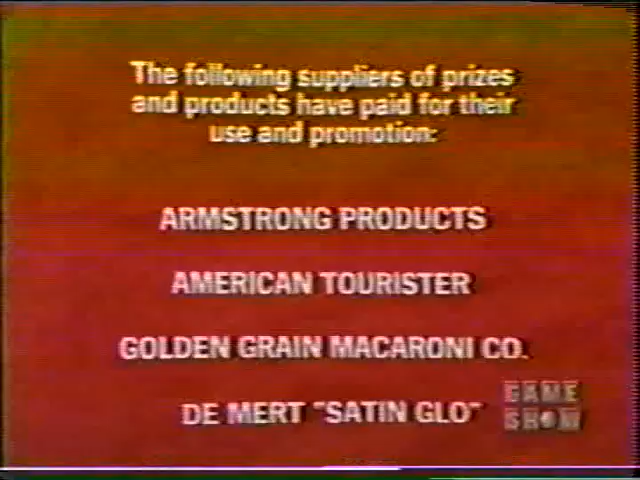 The following suppliers of prizes
and products have paid for their
use and promotion:
ARMSTRONG PRODUCTS
AMERICAN TOURISTER
GOLDEN GRAIN MACARONI CO.
DE MERT "SATIN GLO"
GAME
SHOW